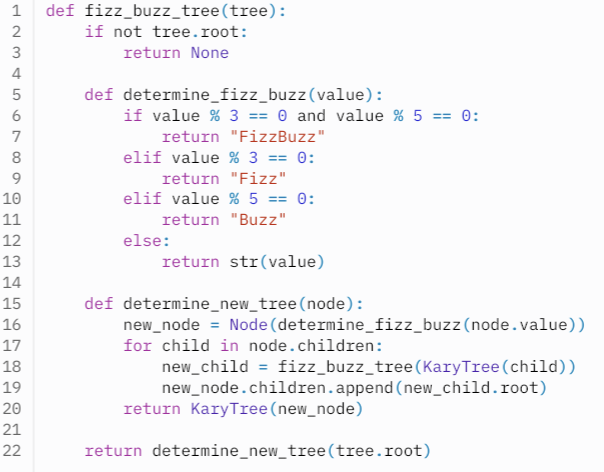 1 def fizz_buzz_tree(tree):
2     if not tree.root:
3         return None
4
5     def determine_fizz_buzz(value):
6         if value % 3 == 0 and value % 5 == 0:
7             return "FizzBuzz"
8         elif value % 3 == 0:
9             return "Fizz"
10         elif value % 5 == 0:
11             return "Buzz"
12         else:
13             return str(value)
14
15     def determine_new_tree(node):
16         new_node = Node(determine_fizz_buzz(node.value))
17         for child in node.children:
18             new_child = fizz_buzz_tree(KaryTree(child))
19             new_node.children.append(new_child.root)
20         return KaryTree(new_node)
21
22     return determine_new_tree(tree.root)